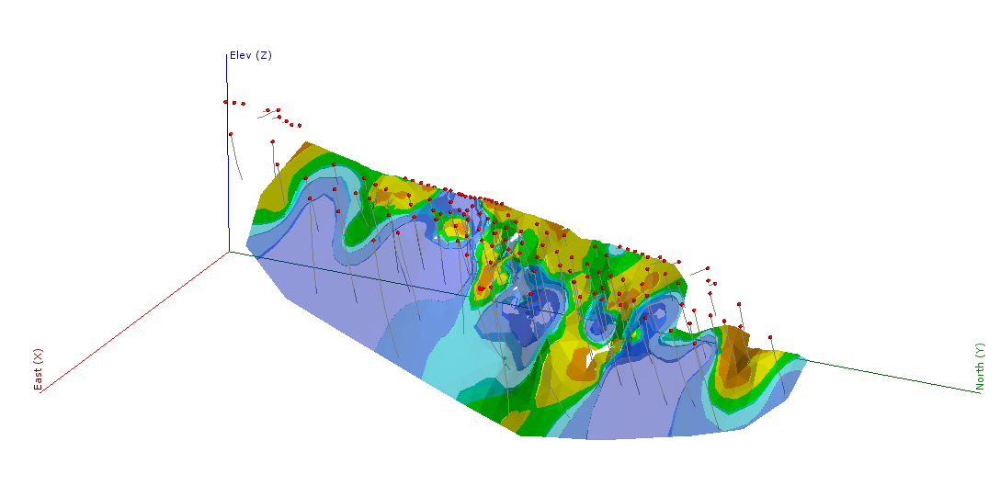 Elev (Z)
East (X)
North (Y)